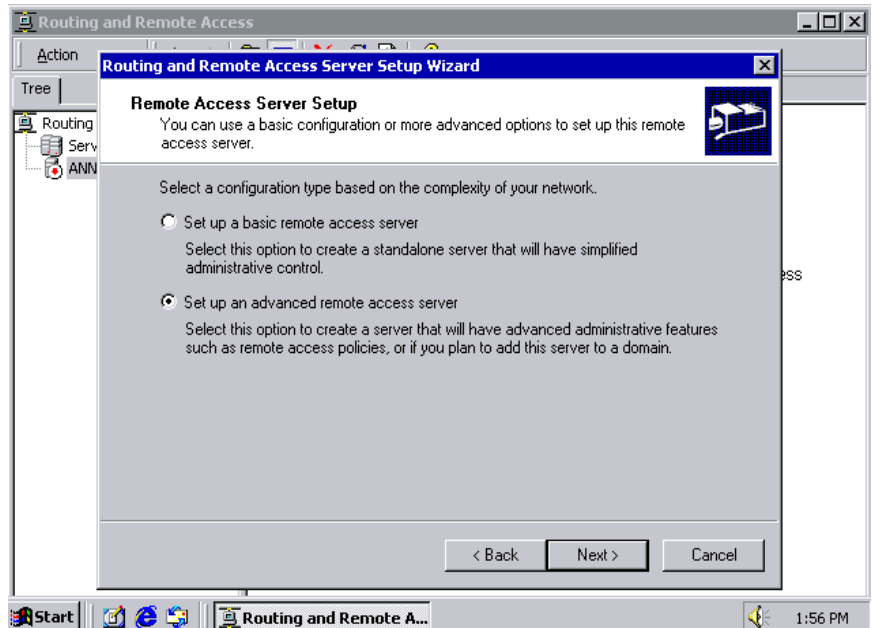 Routing and Remote Access
Action
Routing and Remote Access Server Setup Wizard
Tree
Remote Access Server Setup
You can use a basic configuration or more advanced options to set up this remote
access server.
Routing
Serv
ANN
Select a configuration type based on the complexity of your network.
Set up a basic remote access server
Select this option to create a standalone server that will have simplified
administrative control.
ess
Set up an advanced remote access server
Select this option to create a server that will have advanced administrative features
such as remote access policies, or if you plan to add this server to a domain.
< Back
Next >
Cancel
Start
Routing and Remote A...
1:56 PM